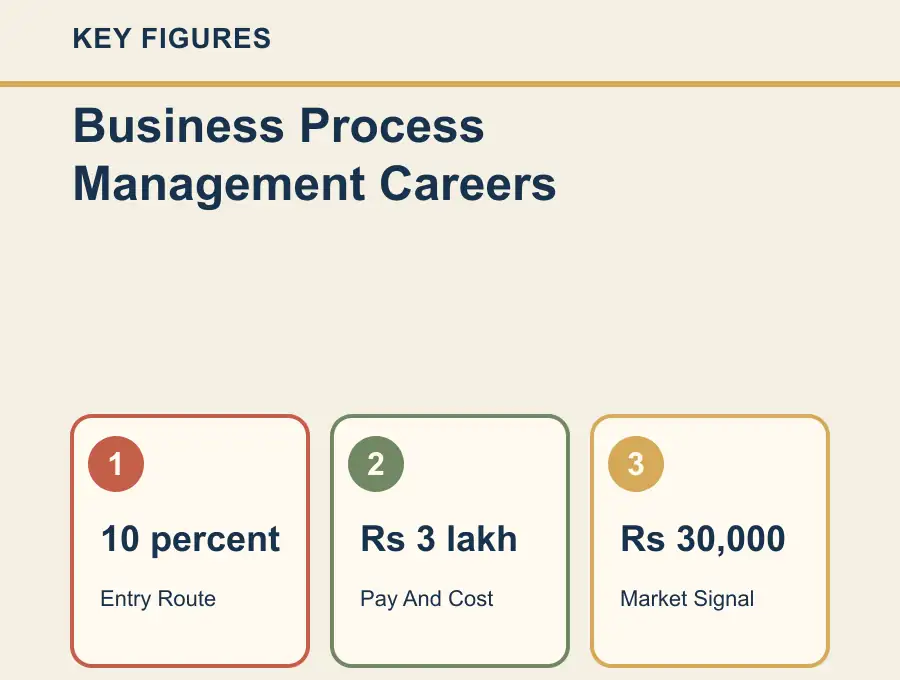 KEY FIGURES
Business Process
Management Careers
1
10 percent
Entry Route
2
Rs 3 lakh
Pay And Cost
3
Rs 30,000
Market Signal